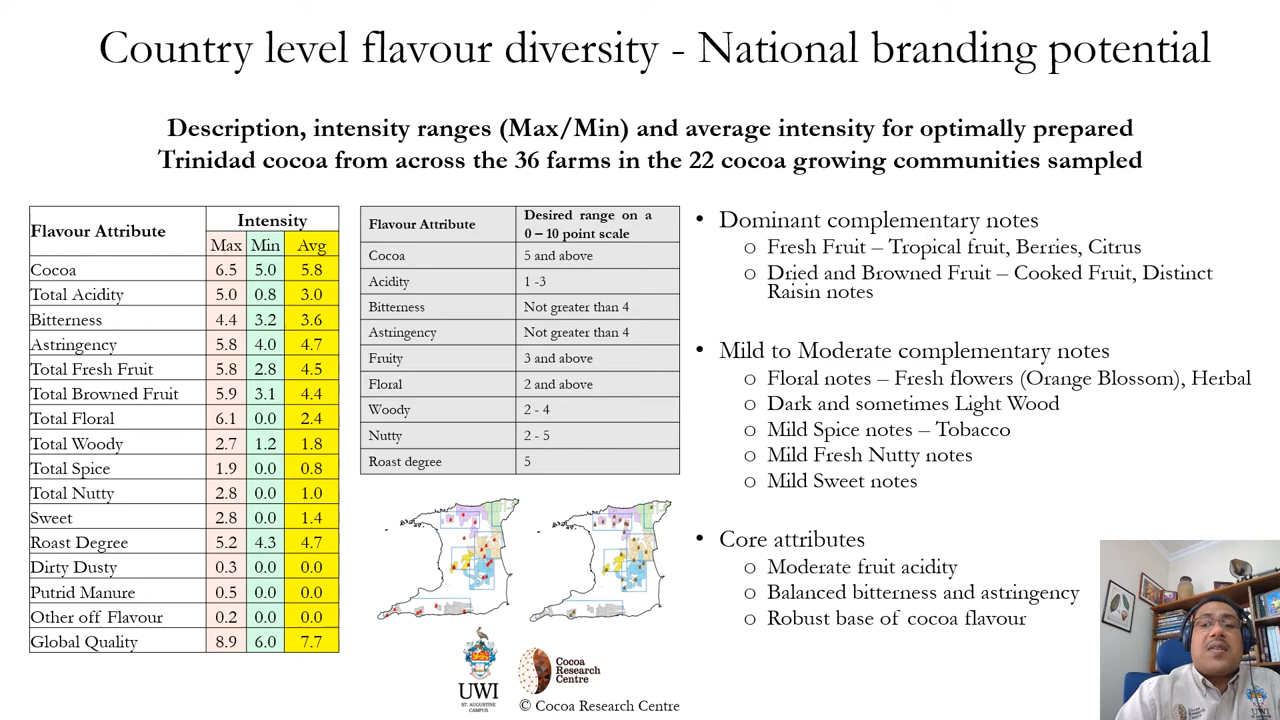 Country level flavour diversity - National branding potential
Description, intensity ranges (Max/Min) and average intensity for optimally prepared
Trinidad cocoa from across the 36 farms in the 22 cocoa growing communities sampled
Flavour Attribute Intensity
Max Min Avg
Cocoa 6.5 5.0 5.8
Total Acidity 5.0 0.8 3.0
Bitterness 4.4 3.2 3.6
Astringency 5.8 4.0 4.7
Total Fresh Fruit 5.8 2.8 4.5
Total Browned Fruit 5.9 3.1 4.4
Total Floral 6.1 0.0 2.4
Total Woody 2.7 1.2 1.8
Total Spice 1.9 0.0 0.8
Total Nutty 2.8 0.0 1.0
Sweet 2.8 0.0 1.4
Roast Degree 5.2 4.3 4.7
Dirty Dusty 0.3 0.0 0.0
Putrid Manure 0.5 0.0 0.0
Other off Flavour 0.2 0.0 0.0
Global Quality 8.9 6.0 7.7
Flavour Attribute Desired range on a
0 – 10 point scale
Cocoa 5 and above
Acidity 1 -3
Bitterness Not greater than 4
Astringency Not greater than 4
Fruity 3 and above
Floral 2 and above
Woody 2 - 4
Nutty 2 - 5
Roast degree 5
• Dominant complementary notes
o Fresh Fruit – Tropical fruit, Berries, Citrus
o Dried and Browned Fruit – Cooked Fruit, Distinct
Raisin notes
• Mild to Moderate complementary notes
o Floral notes – Fresh flowers (Orange Blossom), Herbal
o Dark and sometimes Light Wood
o Mild Spice notes – Tobacco
o Mild Fresh Nutty notes
o Mild Sweet notes
• Core attributes
o Moderate fruit acidity
o Balanced bitterness and astringency
o Robust base of cocoa flavour
UWI
ST. AUGUSTINE
CAMPUS
Cocoa
Research
Centre
© Cocoa Research Centre
UWI